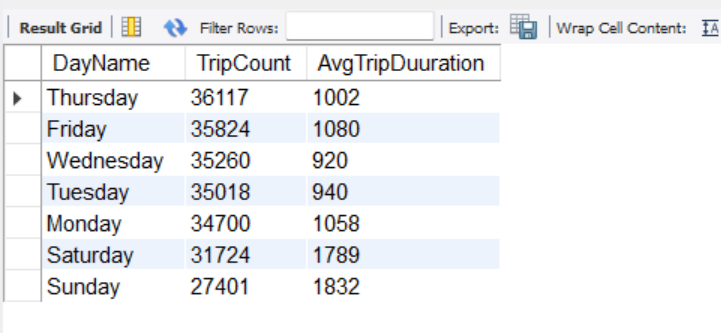 Result Grid Filter Rows: Export: Wrap Cell Content: IA
DayName TripCount AvgTripDuuration
Thursday 36117 1002
Friday 35824 1080
Wednesday 35260 920
Tuesday 35018 940
Monday 34700 1058
Saturday 31724 1789
Sunday 27401 1832